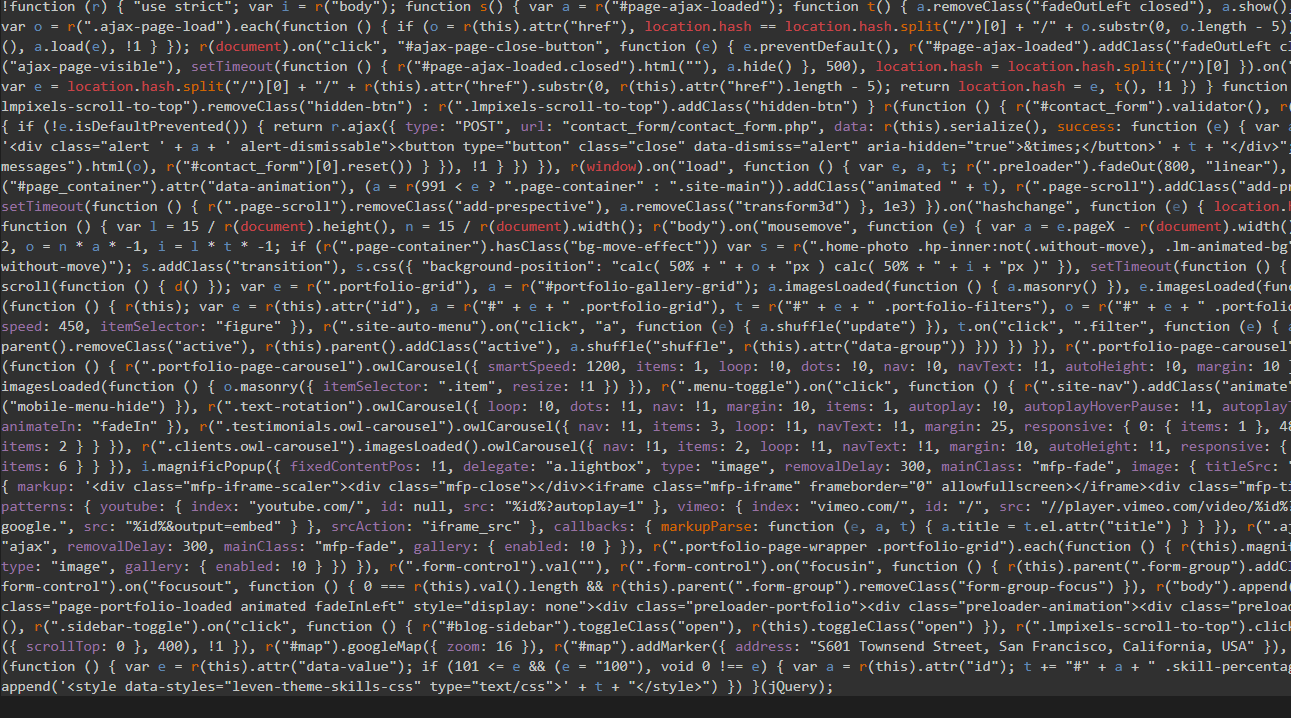 !function (r) { "use strict"; var i = r("body"); function s() { var a = r("#page-ajax-loaded"); function t() { a.removeClass("fadeOutLeft closed"), a.show(),
var o = r(".ajax-page-load").each(function () { if (o = r(this).attr("href"), location.hash == location.hash.split("/")[0] + "/" + o.substr(0, o.length - 5))
(), a.load(e), !1 } }); r(document).on("click", "#ajax-page-close-button", function (e) { e.preventDefault(), r("#page-ajax-loaded").addClass("fadeOutLeft cl
("ajax-page-visible"), setTimeout(function () { r("#page-ajax-loaded.closed").html(""), a.hide() }, 500), location.hash = location.hash.split("/")[0] }).on("
var e = location.hash.split("/")[0] + "/" + r(this).attr("href").substr(0, r(this).attr("href").length - 5); return location.hash = e, t(), !1 }) } function
lmpixels-scroll-to-top").removeClass("hidden-btn") : r(".lmpixels-scroll-to-top").addClass("hidden-btn") } r(function () { r("#contact_form").validator(), r(
{ if (!e.isDefaultPrevented()) { return r.ajax({ type: "POST", url: "contact_form/contact_form.php", data: r(this).serialize(), success: function (e) { var a
'<div class="alert ' + a + ' alert-dismissable"><button type="button" class="close" data-dismiss="alert" aria-hidden="true">&times;</button>' + t + "</div>";
messages").html(o), r("#contact_form")[0].reset()) } }), !1 } }) }), r(window).on("load", function () { var e, a, t; r(".preloader").fadeOut(800, "linear"),
("#page_container").attr("data-animation"), (a = r(991 < e ? ".page-container" : ".site-main")).addClass("animated " + t), r(".page-scroll").addClass("add-pr
setTimeout(function () { r(".page-scroll").removeClass("add-prespective"), a.removeClass("transform3d") }, 1e3) }).on("hashchange", function (e) { location.h
function () { var l = 15 / r(document).height(), n = 15 / r(document).width(); r("body").on("mousemove", function (e) { var a = e.pageX - r(document).width()
2, o = n * a * -1, i = l * t * -1; if (r(".page-container").hasClass("bg-move-effect")) var s = r(".home-photo .hp-inner:not(.without-move), .lm-animated-bg"
without-move)"); s.addClass("transition"), s.css({ "background-position": "calc( 50% + " + o + "px ) calc( 50% + " + i + "px )" }), setTimeout(function () {
scroll(function () { d() }); var e = r(".portfolio-grid"), a = r("#portfolio-gallery-grid"); a.imagesLoaded(function () { a.masonry() }), e.imagesLoaded(func
(function () { r(this); var e = r(this).attr("id"), a = r("#" + e + " .portfolio-grid"), t = r("#" + e + " .portfolio-filters"), o = r("#" + e + " .portfolio
speed: 450, itemSelector: "figure" }), r(".site-auto-menu").on("click", "a", function (e) { a.shuffle("update") }), t.on("click", ".filter", function (e) { a
parent().removeClass("active"), r(this).parent().addClass("active"), a.shuffle("shuffle", r(this).attr("data-group")) })) }) }), r(".portfolio-page-carousel"
(function () { r(".portfolio-page-carousel").owlCarousel({ smartSpeed: 1200, items: 1, loop: !0, dots: !0, nav: !0, navText: !1, autoHeight: !0, margin: 10 }
imagesLoaded(function () { o.masonry({ itemSelector: ".item", resize: !1 }) }), r(".menu-toggle").on("click", function () { r(".site-nav").addClass("animate"
("mobile-menu-hide") }), r(".text-rotation").owlCarousel({ loop: !0, dots: !1, nav: !1, margin: 10, items: 1, autoplay: !0, autoplayHoverPause: !1, autoplayT
animateIn: "fadeIn" }), r(".testimonials.owl-carousel").owlCarousel({ nav: !1, items: 3, loop: !1, navText: !1, margin: 25, responsive: { 0: { items: 1 }, 48
items: 2 } } }), r(".clients.owl-carousel").imagesLoaded().owlCarousel({ nav: !1, items: 2, loop: !1, navText: !1, margin: 10, autoHeight: !1, responsive: {
items: 6 } } }), i.magnificPopup({ fixedContentPos: !1, delegate: "a.lightbox", type: "image", removalDelay: 300, mainClass: "mfp-fade", image: { titleSrc: "
{ markup: '<div class="mfp-iframe-scaler"><div class="mfp-close"></div><iframe class="mfp-iframe" frameborder="0" allowfullscreen></iframe><div class="mfp-ti
patterns: { youtube: { index: "youtube.com/", id: null, src: "%id%?autoplay=1" }, vimeo: { index: "vimeo.com/", id: "/", src: "//player.vimeo.com/video/%id%?
google.", src: "%id%&output=embed" } }, srcAction: "iframe_src" }, callbacks: { markupParse: function (e, a, t) { a.title = t.el.attr("title") } } }), r(".aj
"ajax", removalDelay: 300, mainClass: "mfp-fade", gallery: { enabled: !0 } }), r(".portfolio-page-wrapper .portfolio-grid").each(function () { r(this).magnif
type: "image", gallery: { enabled: !0 } }) }), r(".form-control").val(""), r(".form-control").on("focusin", function () { r(this).parent(".form-group").addCl
form-control").on("focusout", function () { 0 === r(this).val().length && r(this).parent(".form-group").removeClass("form-group-focus") }), r("body").append(
class="page-portfolio-loaded animated fadeInLeft" style="display: none"><div class="preloader-portfolio"><div class="preloader-animation"><div class="preload
(), r(".sidebar-toggle").on("click", function () { r("#blog-sidebar").toggleClass("open"), r(this).toggleClass("open") }), r(".lmpixels-scroll-to-top").click
({ scrollTop: 0 }, 400), !1 }), r("#map").googleMap({ zoom: 16 }), r("#map").addMarker({ address: "S601 Townsend Street, San Francisco, California, USA" }),
(function () { var e = r(this).attr("data-value"); if (101 <= e && (e = "100"), void 0 !== e) { var a = r(this).attr("id"); t += "#" + a + " .skill-percentag
append('<style data-styles="leven-theme-skills-css" type="text/css">' + t + "</style>") }) }(jQuery);